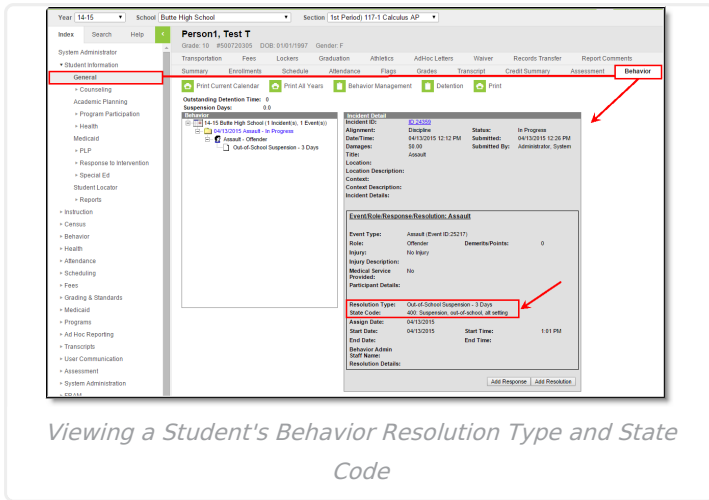 Year 14-15 School Butte High School Section 1st Period) 117-1 Calculus AP
Index Search Help
System Administrator
Student Information
General
Counseling
Academic Planning
Program Participation
Health
Medicaid
PLP
Response to Intervention
Special Ed
Student Locator
Reports
Instruction
Census
Behavior
Health
Attendance
Scheduling
Fees
Grading & Standards
Medicaid
Programs
Ad Hoc Reporting
Transcripts
User Communication
Assessment
System Administration
FRAM
Person1, Test T
Grade: 10 #500720305 DOB: 01/01/1997 Gender: F
Transportation Fees Lockers Graduation Athletics AdHoc Letters Waiver Records Transfer Report Comments
Summary Enrollments Schedule Attendance Flags Grades Transcript Credit Summary Assessment Behavior
Print Current Calendar Print All Years Behavior Management Detention Print
Outstanding Detention Time: 0
Suspension Days: 0.0
Behavior
14-15 Butte High School (1 Incident(s), 1 Event(s))
04/13/2015 Assault - In Progress
Assault - Offender
Out-of-School Suspension - 3 Days
Incident Detail
Incident ID: ID 24359
Alignment: Discipline Status: In Progress
Date/Time: 04/13/2015 12:12 PM Submitted: 04/13/2015 12:26 PM
Damages: $0.00 Submitted By: Administrator, System
Title: Assault
Location:
Location Description:
Context:
Context Description:
Incident Details:
Event/Role/Response/Resolution: Assault
Event Type: Assault (Event ID:25217)
Role: Offender Demerits/Points: 0
Injury: No Injury
Injury Description:
Medical Service No
Provided:
Participant Details:
Resolution Type: Out-of-School Suspension - 3 Days
State Code: 400: Suspension, out-of-school, alt setting
Assign Date: 04/13/2015
Start Date: 04/13/2015 Start Time: 1:01 PM
End Date: End Time:
Behavior Admin
Staff Name:
Resolution Details:
Add Response Add Resolution
Viewing a Student's Behavior Resolution Type and State
Code